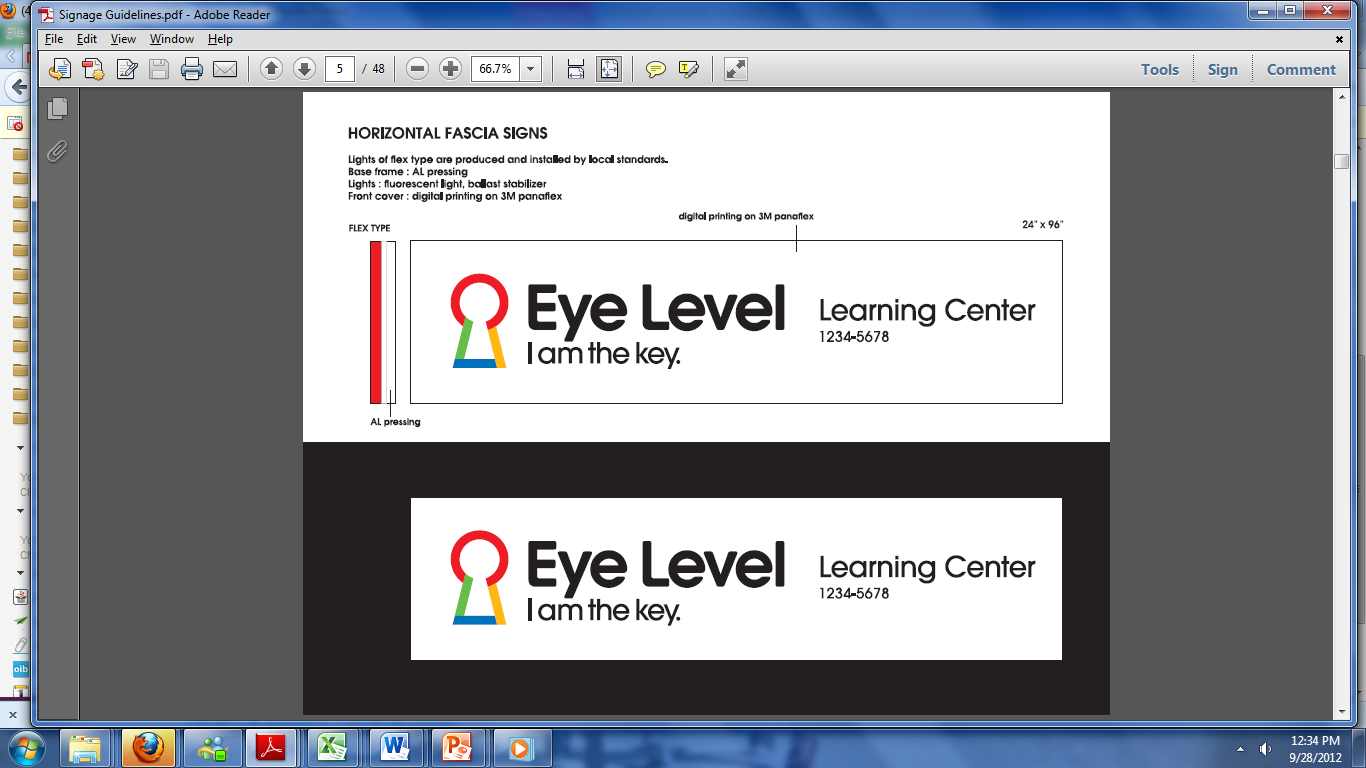 Signage Guidelines.pdf - Adobe Reader
File Edit View Window Help
5 / 48 66.7% Tools Sign Comment
HORIZONTAL FASCIA SIGNS
Lights of flex type are produced and installed by local standards.
Base frame : AL pressing
Lights : fluorescent light, ballast stabilizer
Front cover : digital printing on 3M panaflex
digital printing on 3M panaflex
24" x 96"
FLEX TYPE
Eye Level
I am the key.
Learning Center
1234-5678
AL pressing
Eye Level
I am the key.
Learning Center
1234-5678
oib
12:34 PM
9/28/2012